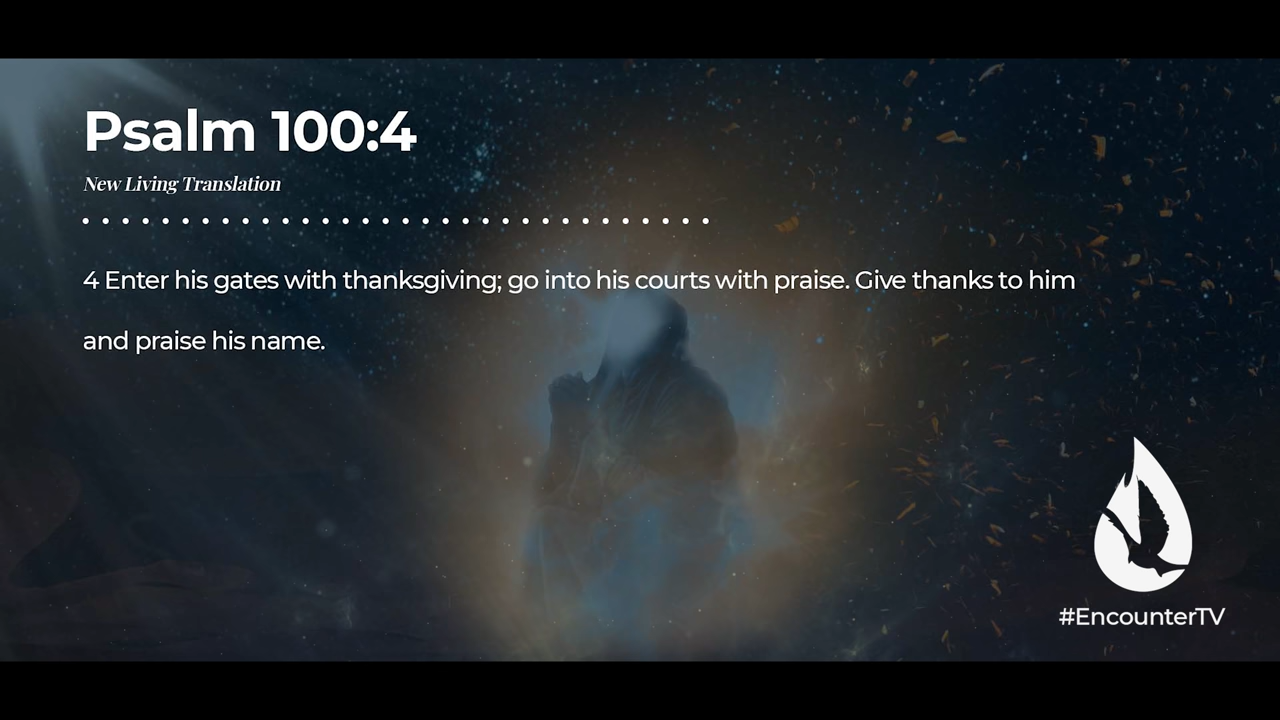 Psalm 100:4
New Living Translation
4 Enter his gates with thanksgiving; go into his courts with praise. Give thanks to him
and praise his name.
#EncounterTV